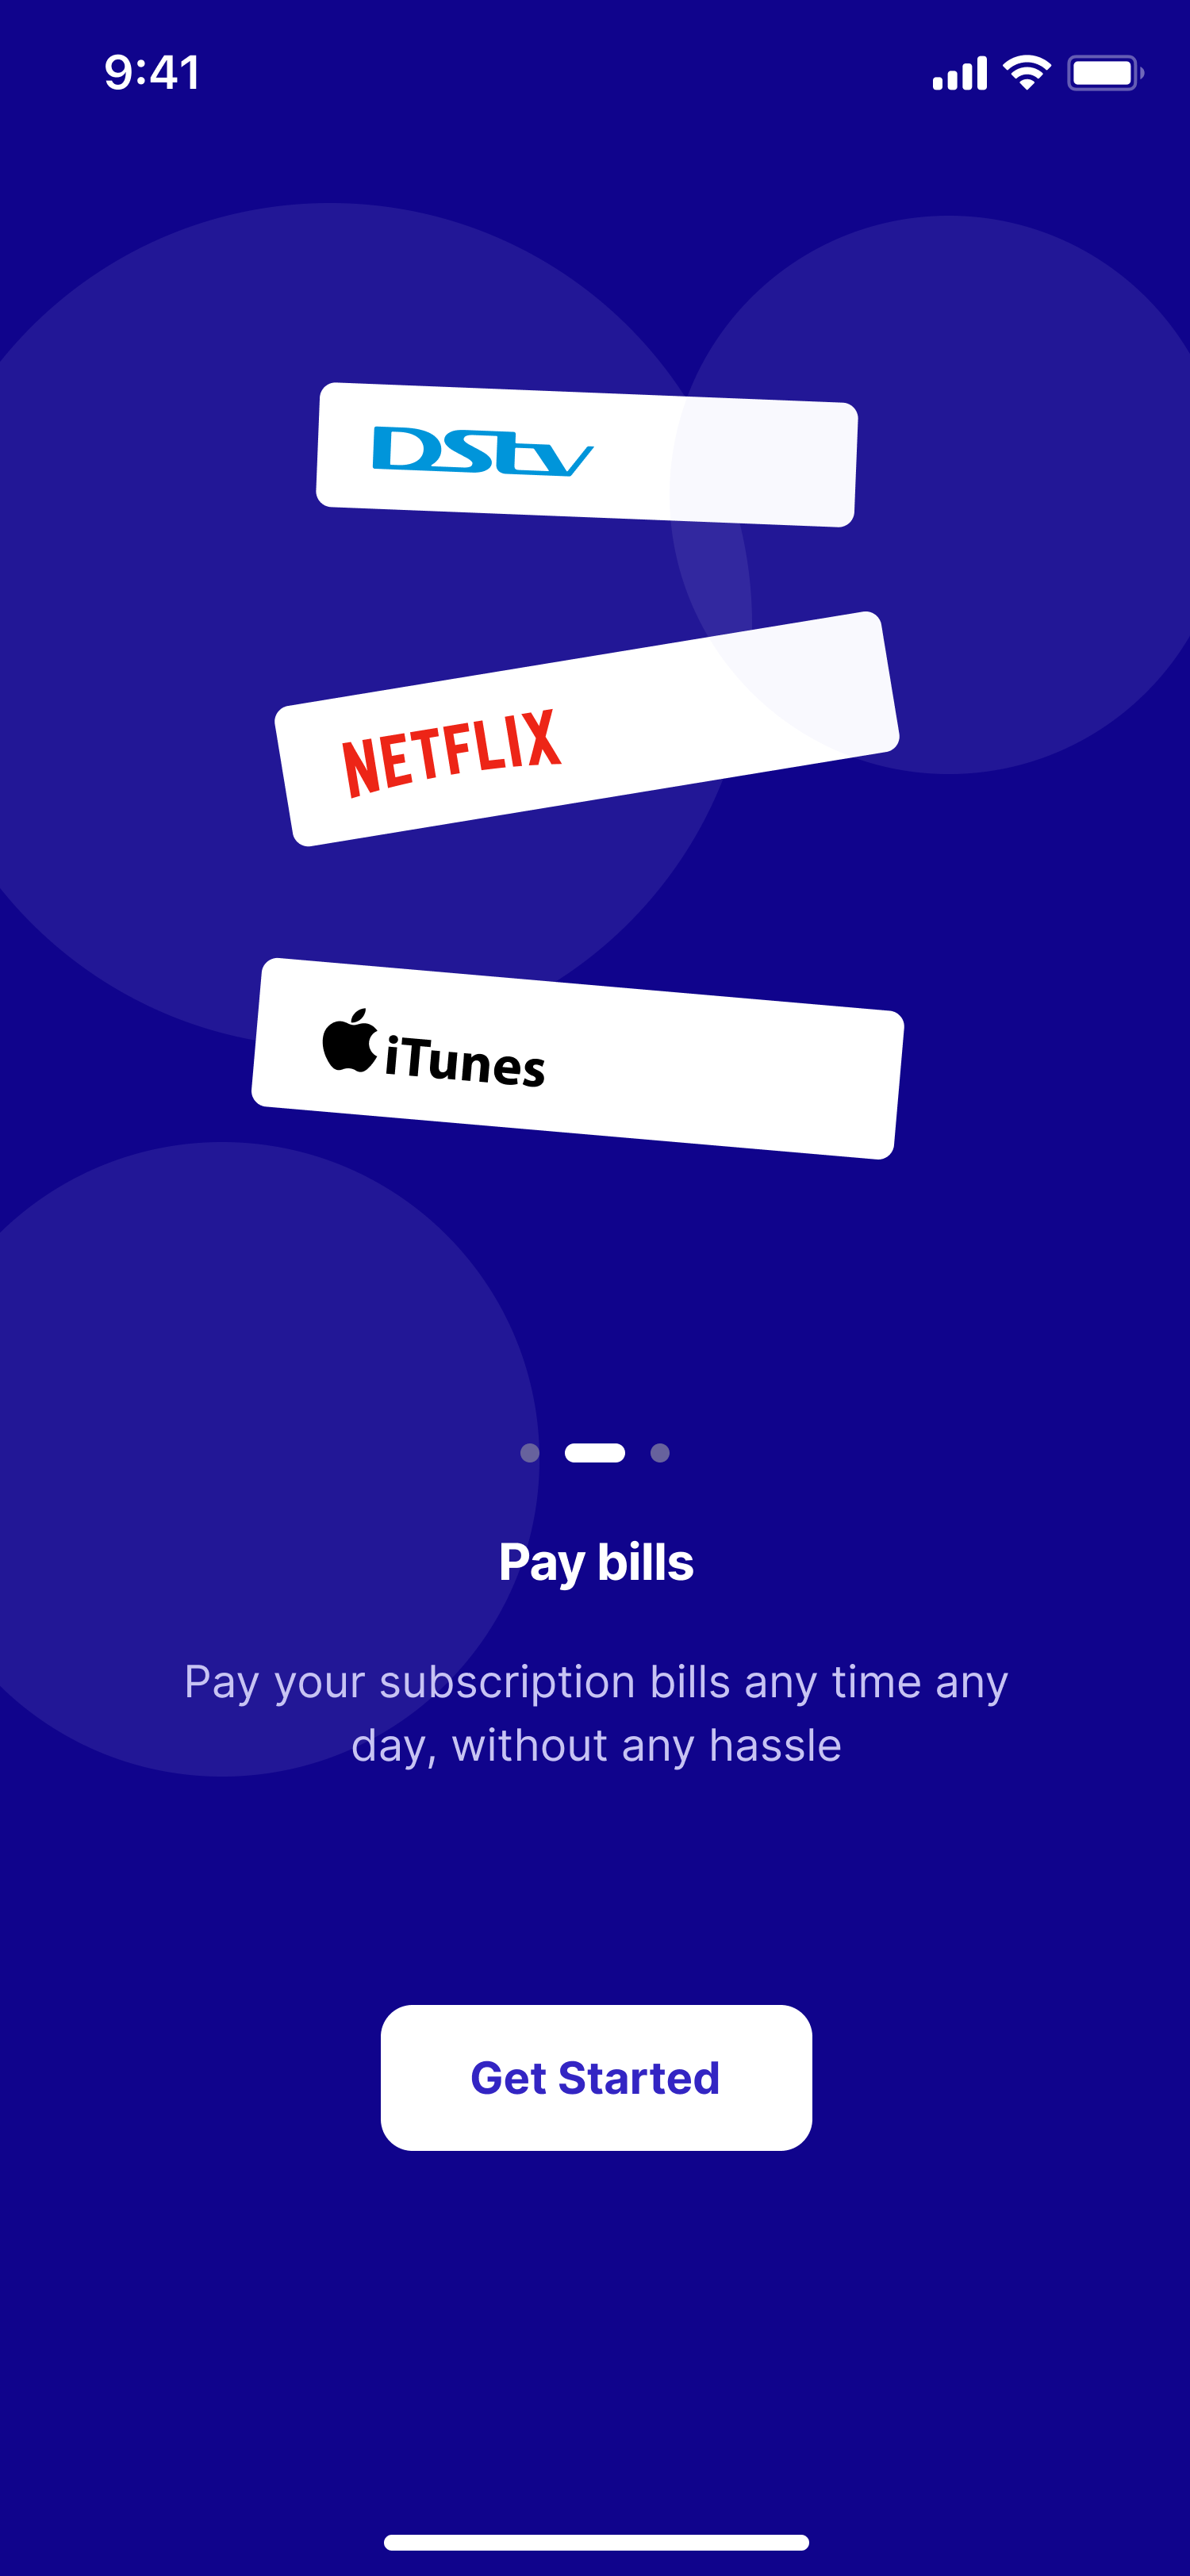 9:41
DStv
NETFLIX
iTunes
Pay bills
Pay your subscription bills any time any
day, without any hassle
Get Started